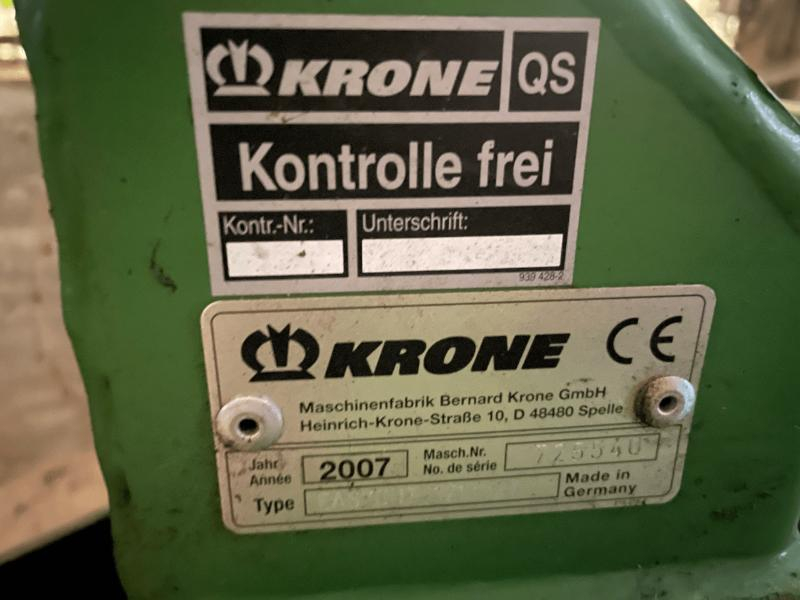 KRONE QS
Kontrolle frei
Kontr.-Nr.: Unterschrift:
939 428-2
KRONE CE
Maschinenfabrik Bernard Krone GmbH
Heinrich-Krone-Straße 10, D 48480 Spelle
Jahr
Année 2007 Masch.Nr.
No. de série 725540
Type Made in
Germany